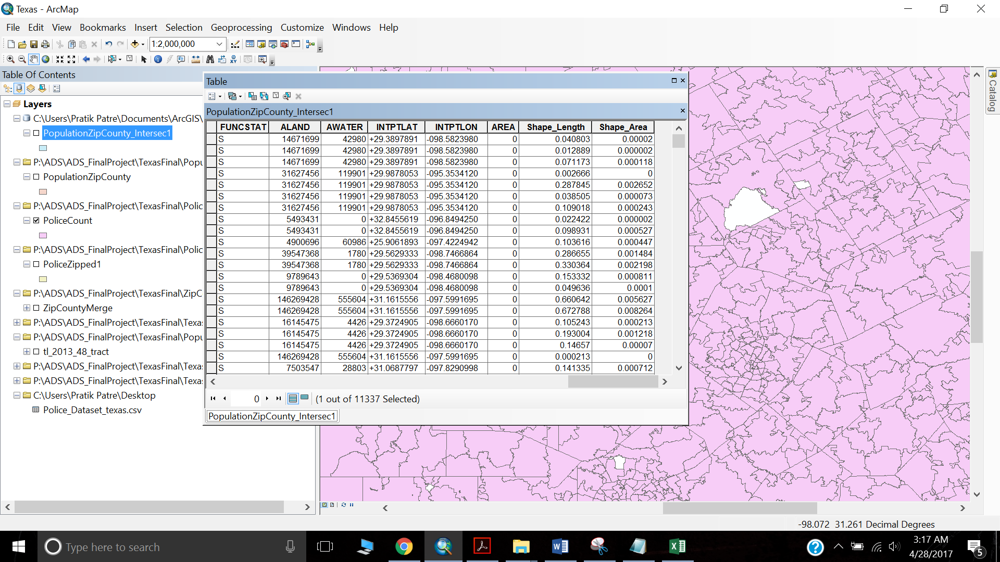 Texas - ArcMap
File Edit View Bookmarks Insert Selection Geoprocessing Customize Windows Help
1:2,000,000
Table Of Contents
Layers
C:\Users\Pratik Patre\Documents\ArcGIS\
PopulationZipCounty_Intersec1
P:\ADS\ADS_FinalProject\TexasFinal\Popu
PopulationZipCounty
P:\ADS\ADS_FinalProject\TexasFinal\Polic
PoliceCount
P:\ADS\ADS_FinalProject\TexasFinal\Polic
PoliceZipped1
P:\ADS\ADS_FinalProject\TexasFinal\ZipC
ZipCountyMerge
P:\ADS\ADS_FinalProject\TexasFinal\Texa
P:\ADS\ADS_FinalProject\TexasFinal\Popu
tl_2013_48_tract
P:\ADS\ADS_FinalProject\TexasFinal\Texa
P:\ADS\ADS_FinalProject\TexasFinal\Texa
C:\Users\Pratik Patre\Desktop
Police_Dataset_texas.csv
Table
PopulationZipCounty_Intersec1
FUNCSTAT ALAND AWATER INTPTLAT INTPTLON AREA Shape_Length Shape_Area
S 14671699 42980 +29.3897891 -098.5823980 0 0.040803 0.00002
S 14671699 42980 +29.3897891 -098.5823980 0 0.012889 0.000002
S 14671699 42980 +29.3897891 -098.5823980 0 0.071173 0.000118
S 31627456 119901 +29.9878053 -095.3534120 0 0.002666 0
S 31627456 119901 +29.9878053 -095.3534120 0 0.287845 0.002652
S 31627456 119901 +29.9878053 -095.3534120 0 0.038505 0.000073
S 31627456 119901 +29.9878053 -095.3534120 0 0.109018 0.000243
S 5493431 0 +32.8455619 -096.8494250 0 0.022422 0.000002
S 5493431 0 +32.8455619 -096.8494250 0 0.098931 0.000527
S 4900696 60986 +25.9061893 -097.4224942 0 0.103616 0.000447
S 39547368 1780 +29.5629333 -098.7466864 0 0.286655 0.001484
S 39547368 1780 +29.5629333 -098.7466864 0 0.330364 0.002198
S 9789643 0 +29.5369304 -098.4680098 0 0.153332 0.000811
S 9789643 0 +29.5369304 -098.4680098 0 0.049636 0.0001
S 146269428 555604 +31.1615556 -097.5991695 0 0.660642 0.005627
S 146269428 555604 +31.1615556 -097.5991695 0 0.672788 0.008264
S 16145475 4426 +29.3724905 -098.6660170 0 0.105243 0.000213
S 16145475 4426 +29.3724905 -098.6660170 0 0.193004 0.001218
S 16145475 4426 +29.3724905 -098.6660170 0 0.14657 0.00007
S 146269428 555604 +31.1615556 -097.5991695 0 0.000213 0
S 7503547 28803 +31.0687797 -097.8290998 0 0.141335 0.000712
0 (1 out of 11337 Selected)
PopulationZipCounty_Intersec1
Catalog
-98.072 31.261 Decimal Degrees
Type here to search
3:17 AM
4/28/2017
5